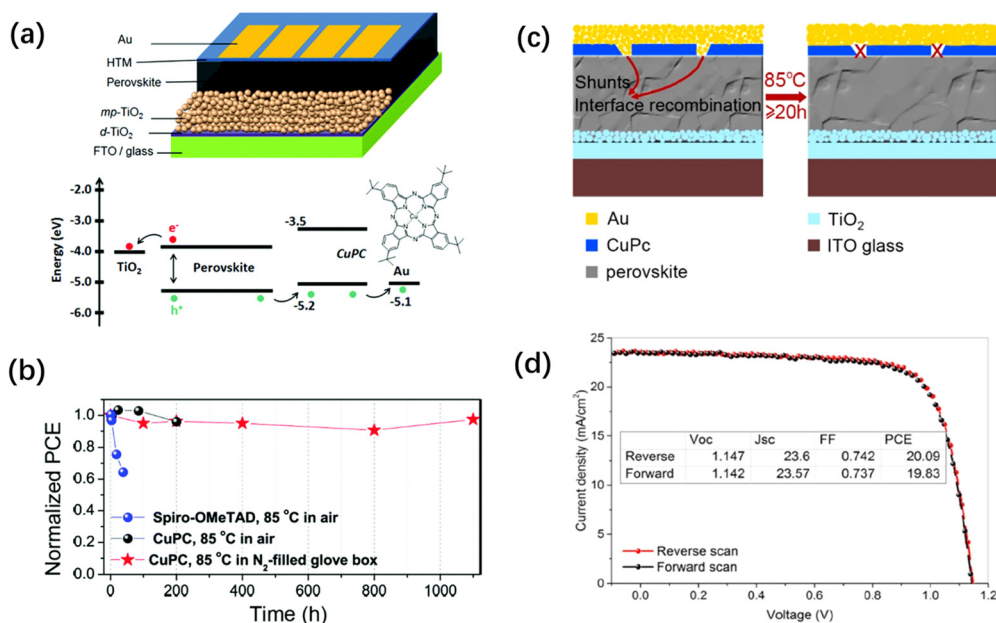 (a)
Au
HTM
Perovskite
mp-TiO₂
d-TiO₂
FTO / glass
Energy (eV)
-2.0
-3.0
-4.0
-5.0
-6.0
e⁻
TiO₂
Perovskite
h⁺
-3.5
CuPC
-5.2
Au
-5.1
N
N
N
N
Cu
N
N
N
N
(b)
Normalized PCE
1.0
0.8
0.6
0.4
0.2
0.0
Spiro-OMeTAD, 85 °C in air
CuPC, 85 °C in air
CuPC, 85 °C in N₂-filled glove box
0 200 400 600 800 1000
Time (h)
(c)
Shunts
Interface recombination
85℃
⩾20h
X X
Au
CuPc
perovskite
TiO₂
ITO glass
(d)
Current density (mA/cm²)
25
20
15
10
5
0
Voc Jsc FF PCE
Reverse 1.147 23.6 0.742 20.09
Forward 1.142 23.57 0.737 19.83
Reverse scan
Forward scan
0.0 0.2 0.4 0.6 0.8 1.0 1.2
Voltage (V)